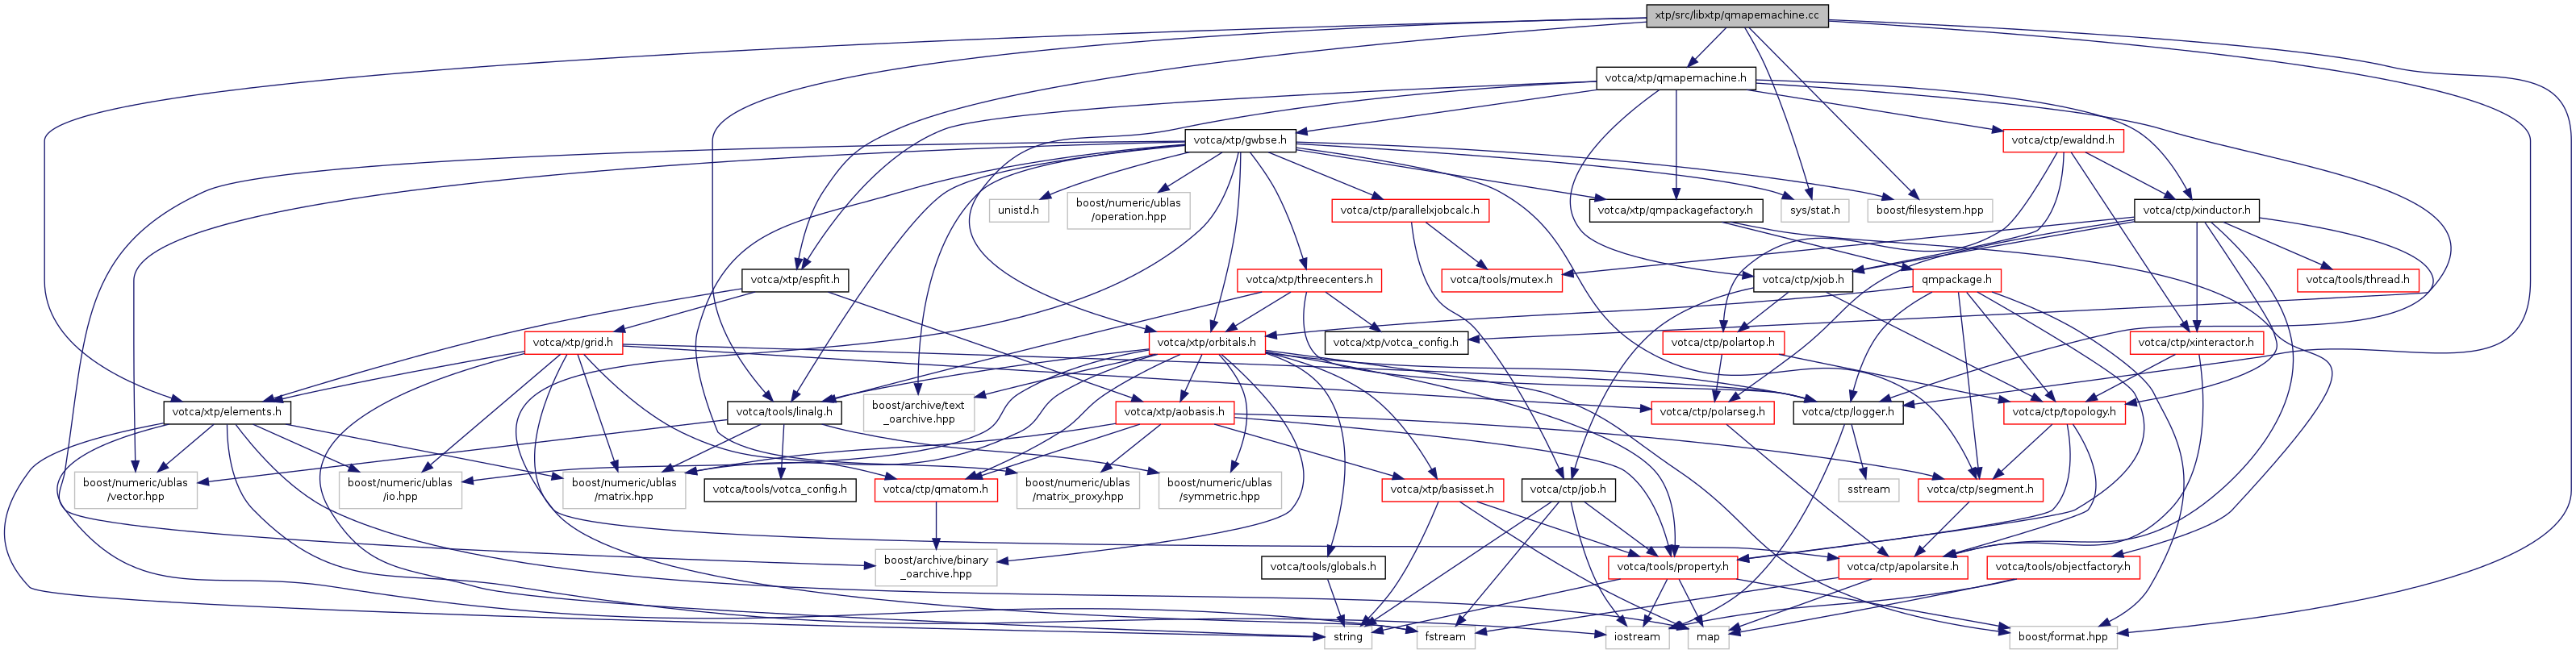 xtp/src/libxtp/qmapemachine.cc
votca/xtp/qmapemachine.h
votca/xtp/gwbse.h
votca/ctp/ewaldnd.h
unistd.h
boost/numeric/ublas
/operation.hpp
votca/ctp/parallelxjobcalc.h
votca/xtp/qmpackagefactory.h
sys/stat.h
boost/filesystem.hpp
votca/ctp/xinductor.h
votca/xtp/espfit.h
votca/xtp/threecenters.h
votca/tools/mutex.h
votca/ctp/xjob.h
qmpackage.h
votca/tools/thread.h
votca/xtp/grid.h
votca/xtp/orbitals.h
votca/xtp/votca_config.h
votca/ctp/polartop.h
votca/ctp/xinteractor.h
votca/xtp/elements.h
votca/tools/linalg.h
boost/archive/text
_oarchive.hpp
votca/xtp/aobasis.h
votca/ctp/polarseg.h
votca/ctp/logger.h
votca/ctp/topology.h
boost/numeric/ublas
/vector.hpp
boost/numeric/ublas
/io.hpp
boost/numeric/ublas
/matrix.hpp
votca/tools/votca_config.h
votca/ctp/qmatom.h
boost/numeric/ublas
/matrix_proxy.hpp
boost/numeric/ublas
/symmetric.hpp
votca/xtp/basisset.h
votca/ctp/job.h
sstream
votca/ctp/segment.h
boost/archive/binary
_oarchive.hpp
votca/tools/globals.h
votca/tools/property.h
votca/ctp/apolarsite.h
votca/tools/objectfactory.h
string
fstream
iostream
map
boost/format.hpp